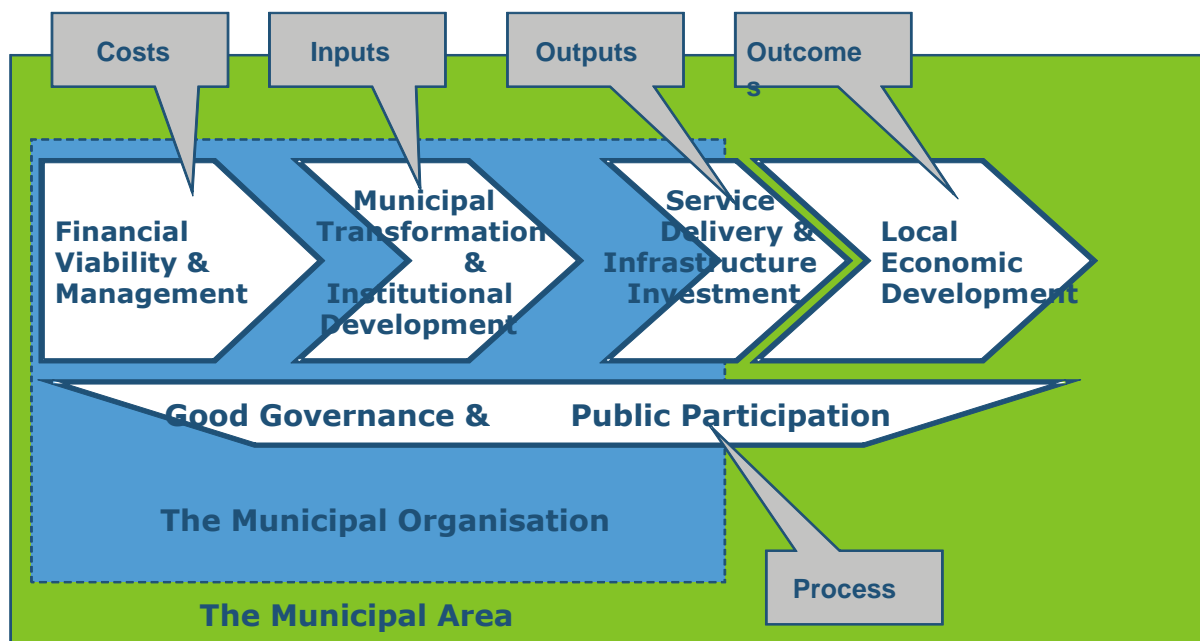 Costs
Inputs
Outputs
Outcome
s
Financial
Viability &
Management
Municipal
Transformation
&
Institutional
Development
Service
Delivery &
Infrastructure
Investment
Local
Economic
Development
Good Governance & Public Participation
The Municipal Organisation
Process
The Municipal Area